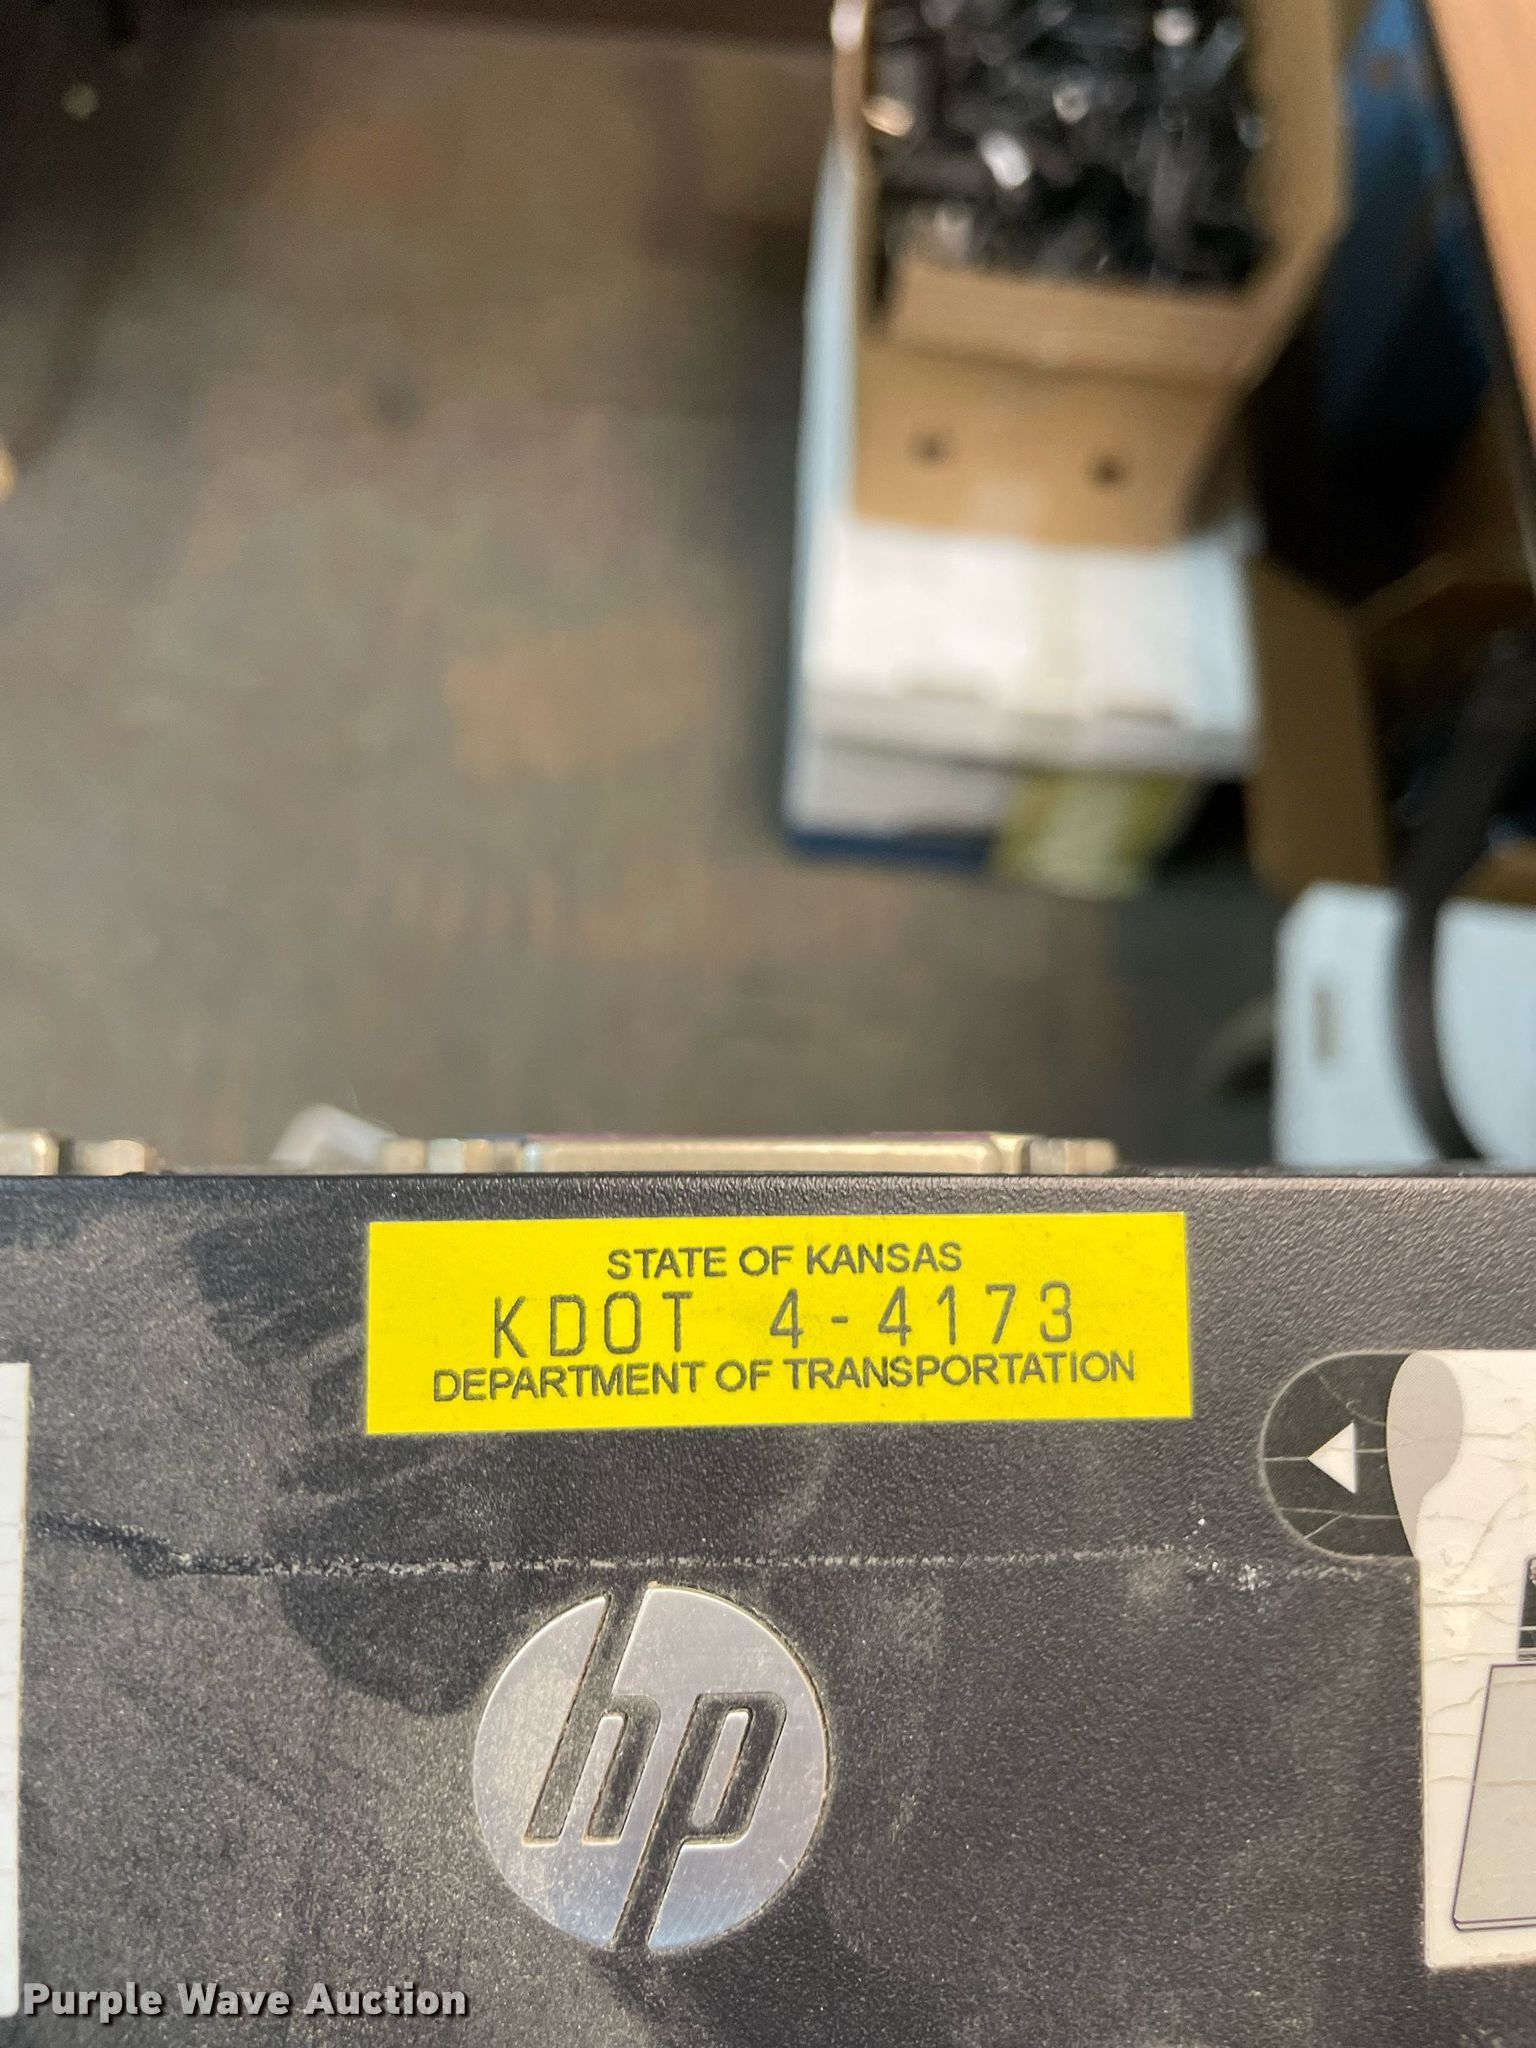 STATE OF KANSAS
KDOT 4-4173
DEPARTMENT OF TRANSPORTATION
hp
Purple Wave Auction